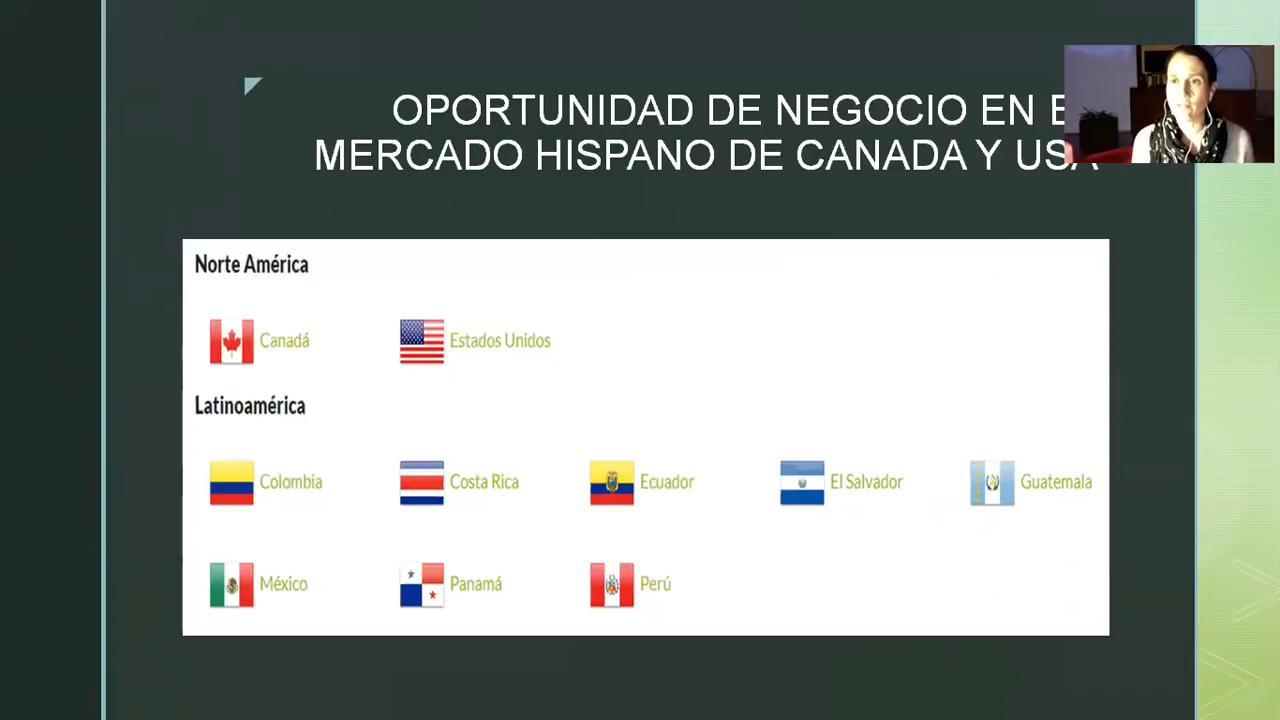 OPORTUNIDAD DE NEGOCIO EN
MERCADO HISPANO DE CANADA Y USA
Norte América
Canadá Estados Unidos
Latinoamérica
Colombia Costa Rica Ecuador El Salvador Guatemala
México Panamá Perú